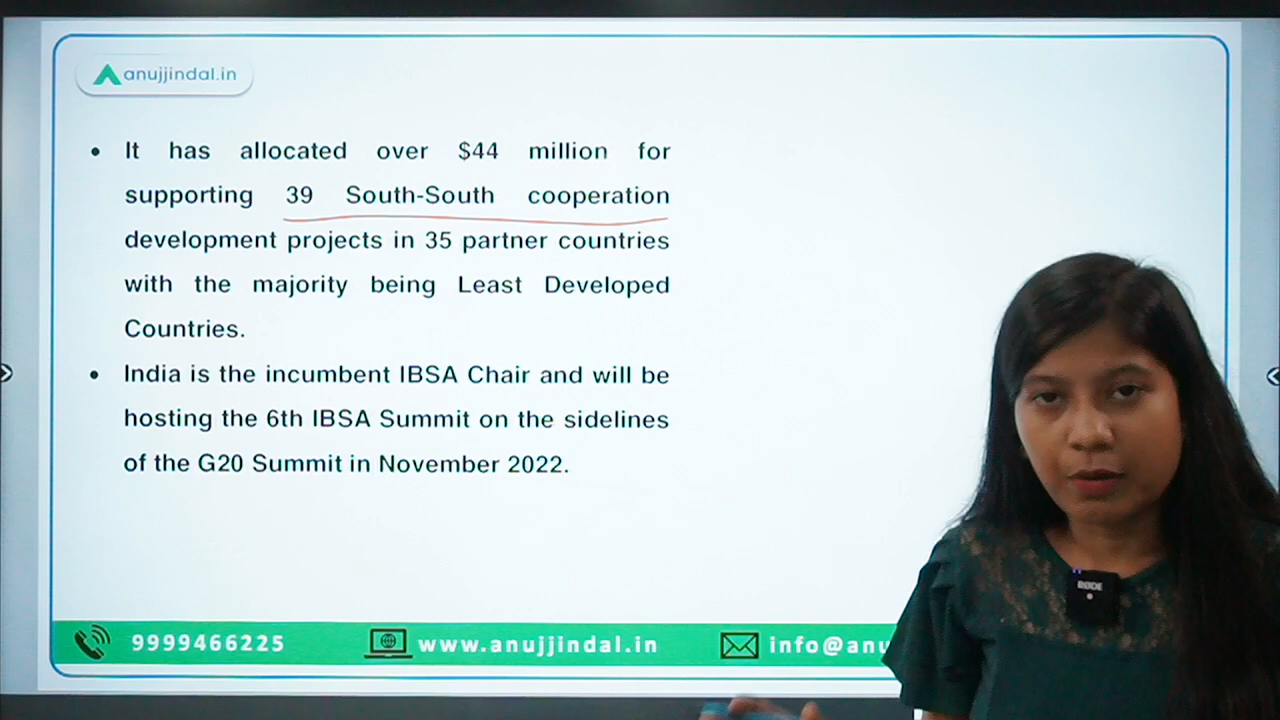 anujjindal.in
• It has allocated over $44 million for
supporting 39 South-South cooperation
development projects in 35 partner countries
with the majority being Least Developed
Countries.
• India is the incumbent IBSA Chair and will be
hosting the 6th IBSA Summit on the sidelines
of the G20 Summit in November 2022.
9999466225 www.anujjindal.in info@anu
RØDE